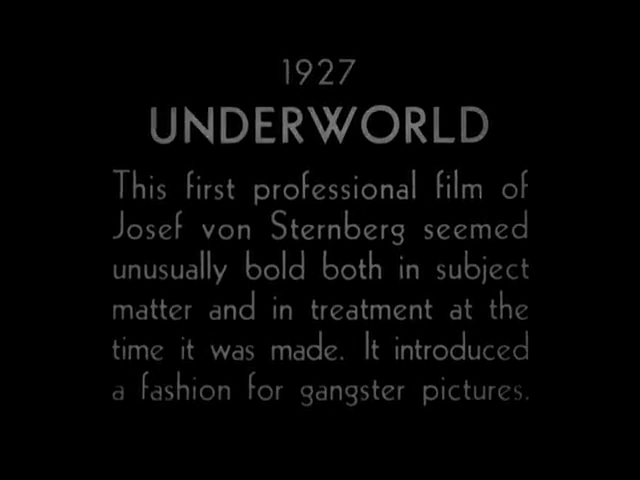 1927
UNDERWORLD
This first professional film of
Josef von Sternberg seemed
unusually bold both in subject
matter and in treatment at the
time it was made. It introduced
a fashion for gangster pictures.